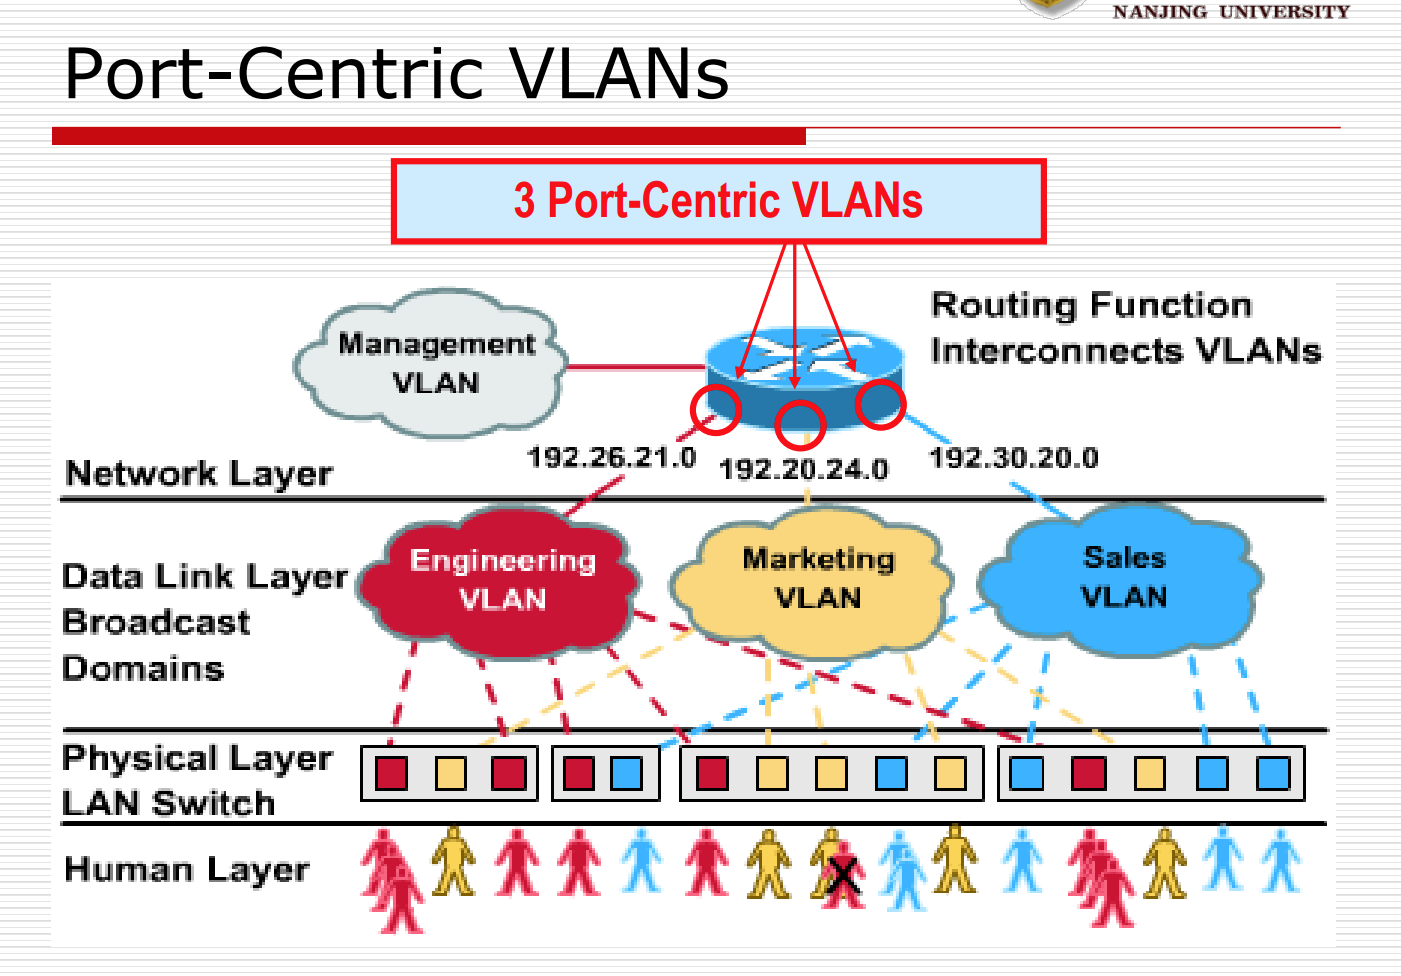 NANJING UNIVERSITY
Port-Centric VLANs
3 Port-Centric VLANs
Management
VLAN
Routing Function
Interconnects VLANs
192.26.21.0
192.20.24.0
192.30.20.0
Network Layer
Data Link Layer
Broadcast
Domains
Engineering
VLAN
Marketing
VLAN
Sales
VLAN
Physical Layer
LAN Switch
Human Layer